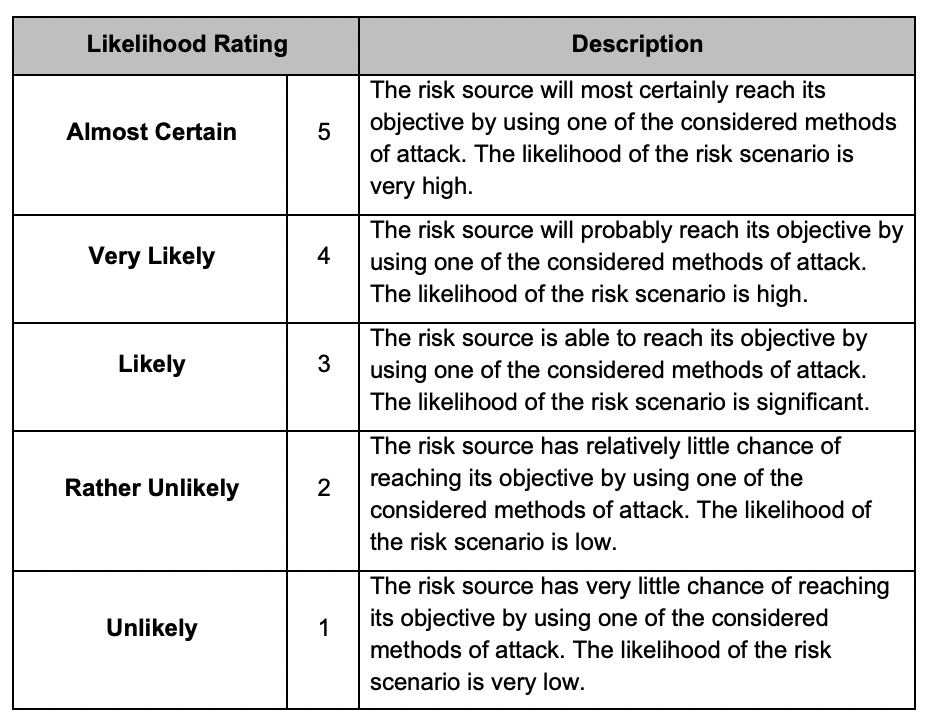 Likelihood Rating
Description
Almost Certain
5
The risk source will most certainly reach its
objective by using one of the considered methods
of attack. The likelihood of the risk scenario is
very high.
Very Likely
4
The risk source will probably reach its objective by
using one of the considered methods of attack.
The likelihood of the risk scenario is high.
Likely
3
The risk source is able to reach its objective by
using one of the considered methods of attack.
The likelihood of the risk scenario is significant.
Rather Unlikely
2
The risk source has relatively little chance of
reaching its objective by using one of the
considered methods of attack. The likelihood of
the risk scenario is low.
Unlikely
1
The risk source has very little chance of reaching
its objective by using one of the considered
methods of attack. The likelihood of the risk
scenario is very low.